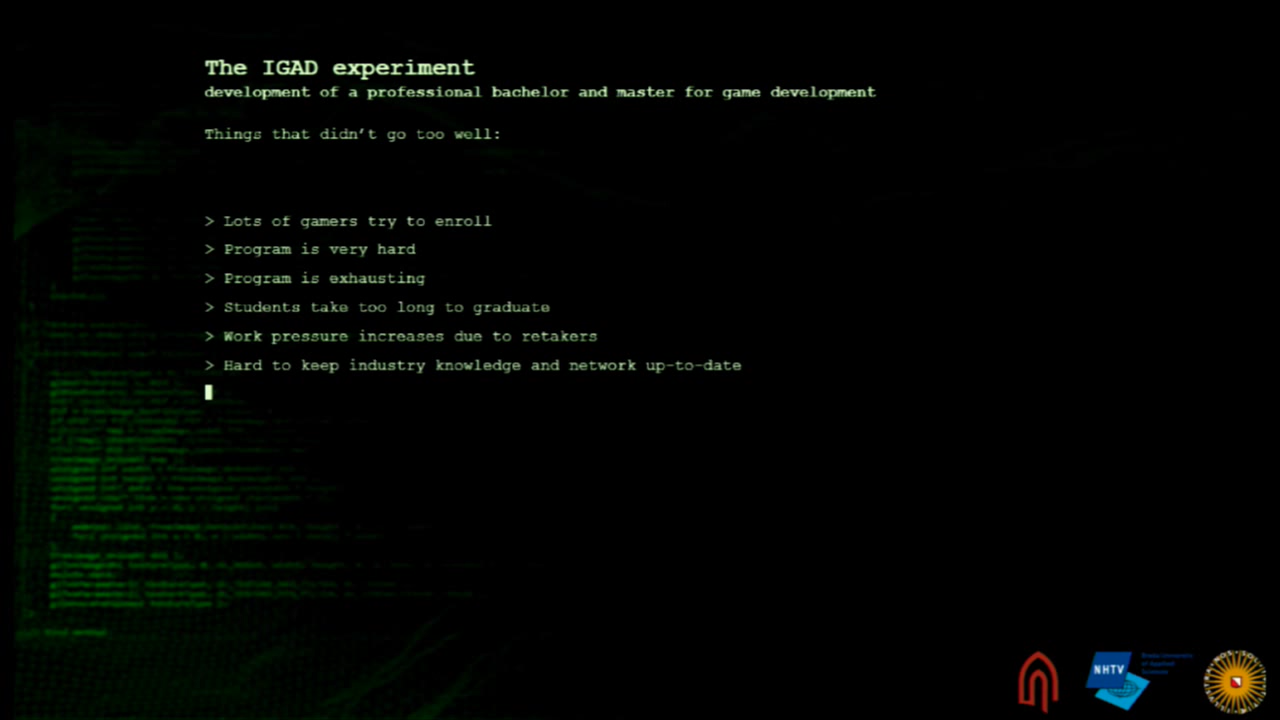 The IGAD experiment
development of a professional bachelor and master for game development
Things that didn't go too well:
> Lots of gamers try to enroll
> Program is very hard
> Program is exhausting
> Students take too long to graduate
> Work pressure increases due to retakers
> Hard to keep industry knowledge and network up-to-date
NHTV